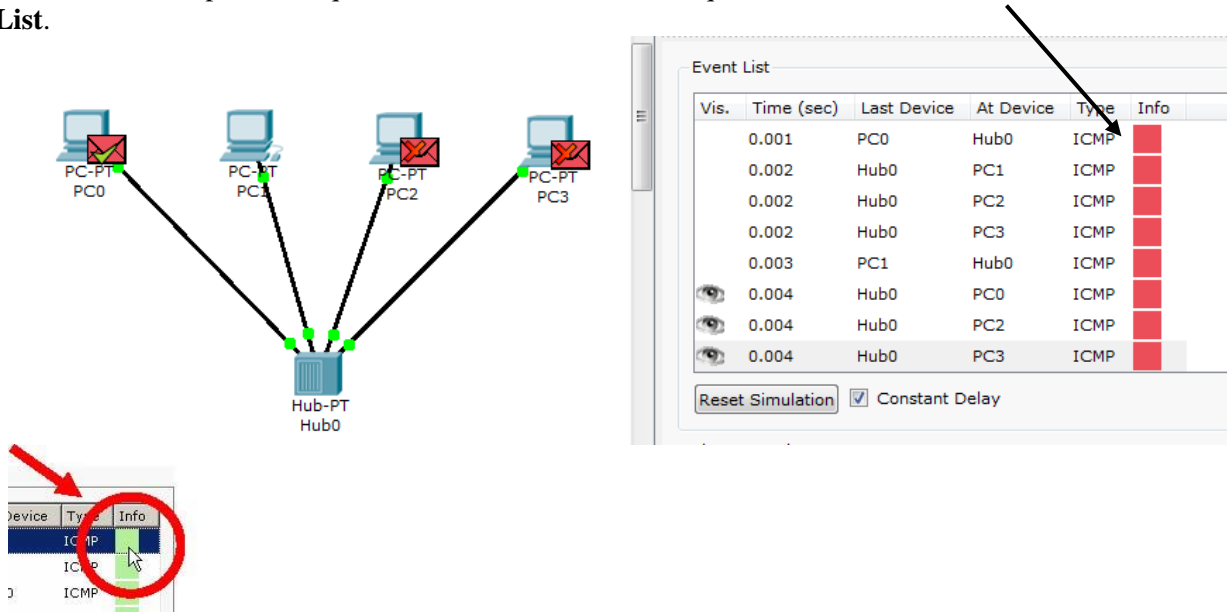 List.
Event List
Vis. Time (sec) Last Device At Device Type Info
0.001 PC0 Hub0 ICMP
0.002 Hub0 PC1 ICMP
0.002 Hub0 PC2 ICMP
0.002 Hub0 PC3 ICMP
0.003 PC1 Hub0 ICMP
0.004 Hub0 PC0 ICMP
0.004 Hub0 PC2 ICMP
0.004 Hub0 PC3 ICMP
Reset Simulation Constant Delay
PC-PT
PC0
PC-PT
PC1
PC-PT
PC2
PC-PT
PC3
Hub-PT
Hub0
Device Type Info
ICMP
ICMP
0 ICMP